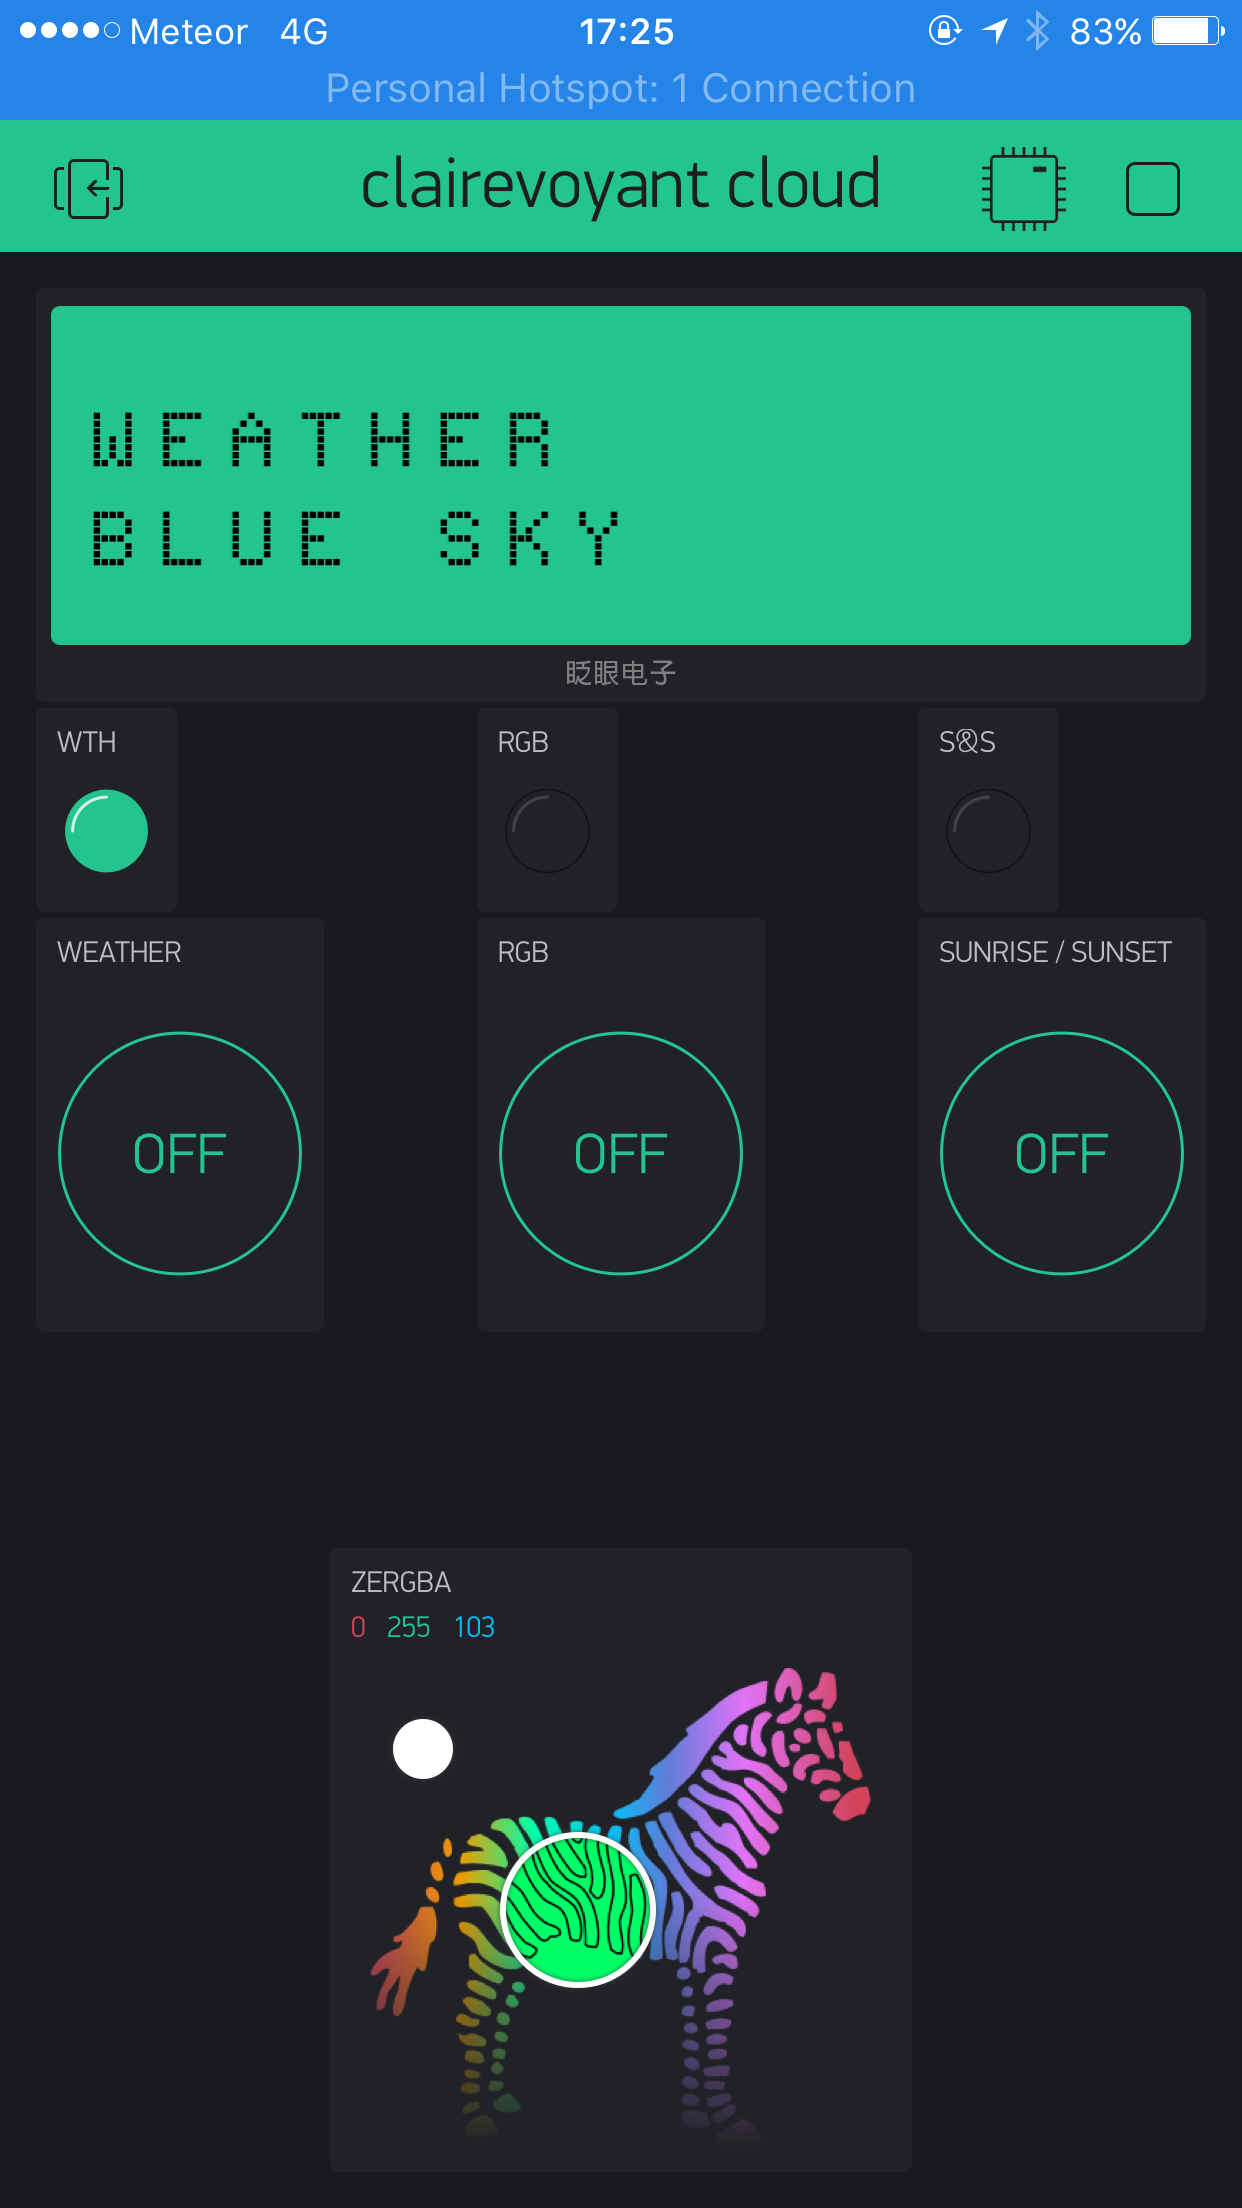 Meteor 4G 17:25 83%
Personal Hotspot: 1 Connection
clairevoyant cloud
WEATHER
BLUE SKY
眨眼电子
WTH RGB S&S
WEATHER RGB SUNRISE / SUNSET
OFF OFF OFF
ZERGBA
0 255 103